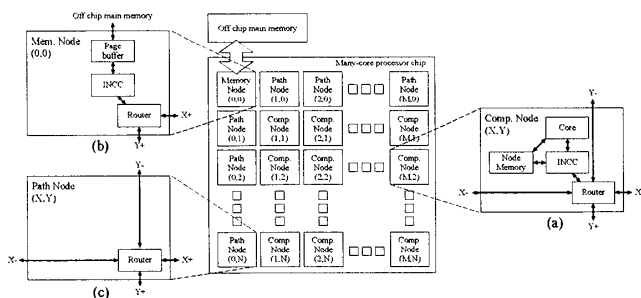 Off chip main memory
Mem. Node
(0,0)
Page
buffer
INCC
Router
X+
Y+
(b)
Off chip main memory
Many-core processor chip
Memory
Node
(0,0)
Path
Node
(1,0)
Path
Node
(2,0)
Path
Node
(M,0)
Path
Node
(0,1)
Comp.
Node
(1,1)
Comp.
Node
(2,1)
Comp.
Node
(M,1)
Path
Node
(0,2)
Comp.
Node
(1,2)
Comp.
Node
(2,2)
Comp.
Node
(M,2)
Path
Node
(0,N)
Comp.
Node
(1,N)
Comp.
Node
(2,N)
Comp.
Node
(M,N)
Y-
Comp. Node
(X,Y)
Core
Node
Memory
INCC
X-
Router
X+
(a)
Y+
Path Node
(X,Y)
Y-
X-
Router
X+
Y+
(c)